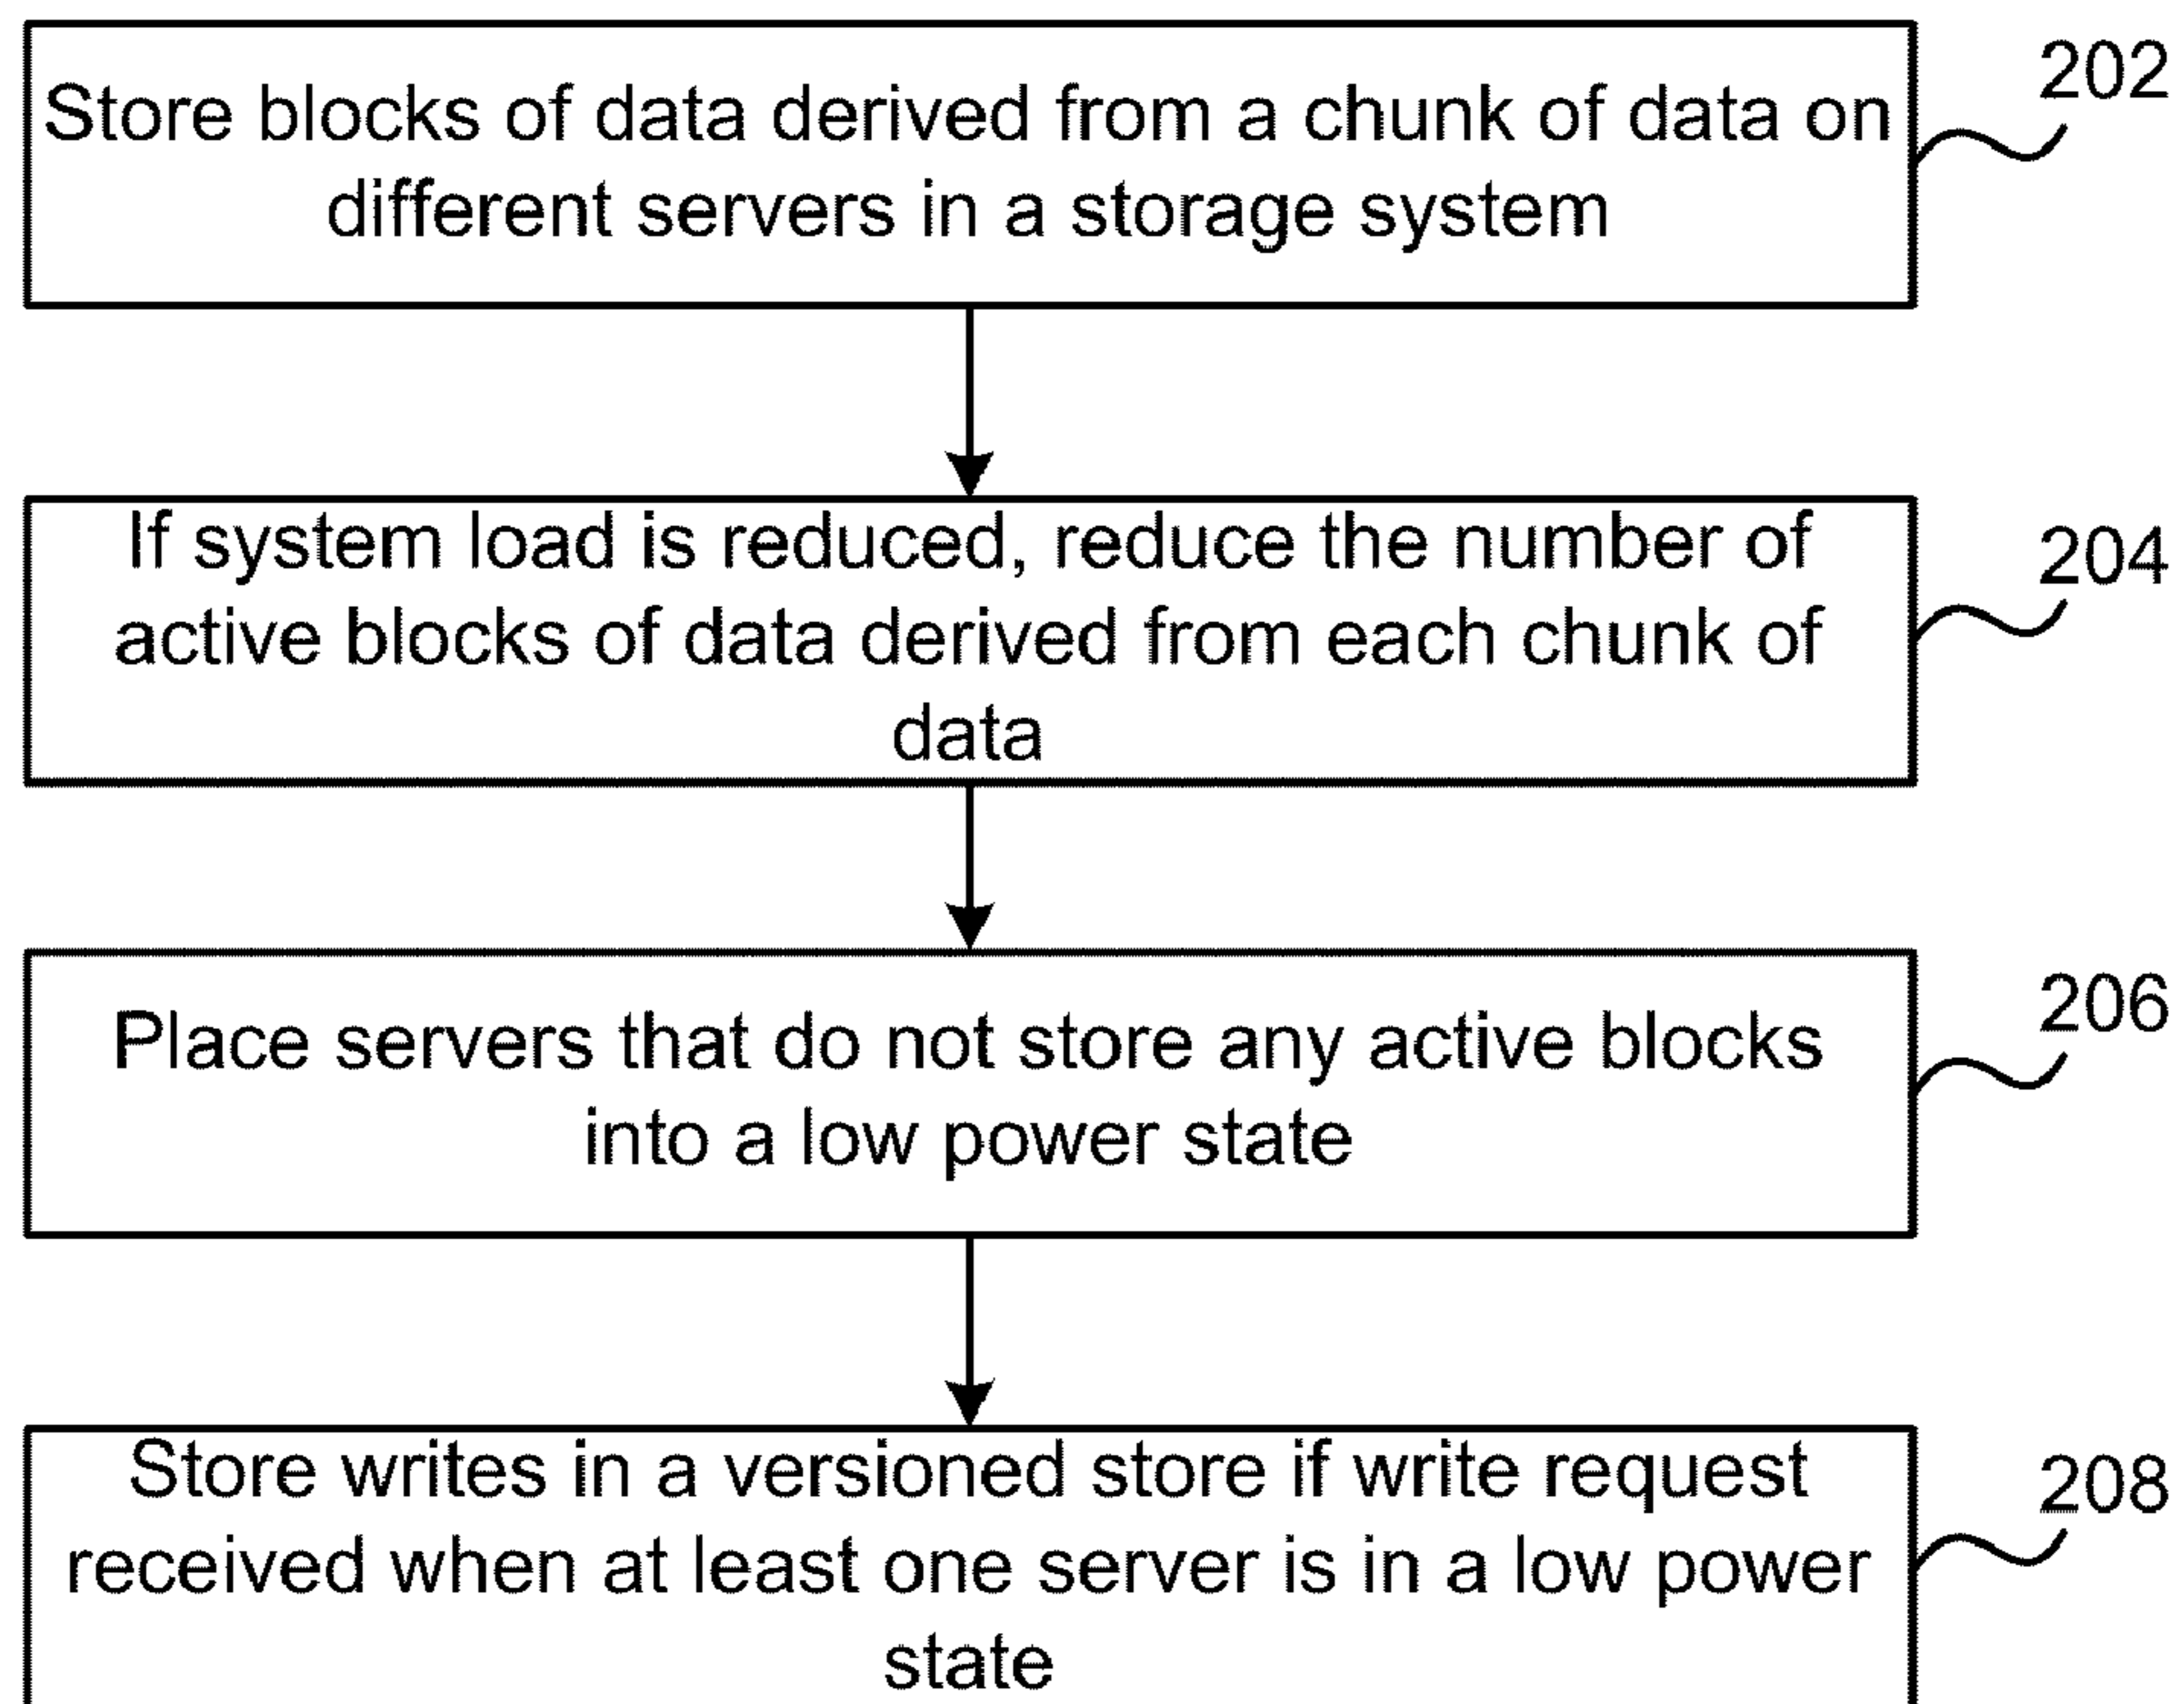 Store blocks of data derived from a chunk of data on
different servers in a storage system
202
If system load is reduced, reduce the number of
active blocks of data derived from each chunk of
data
204
Place servers that do not store any active blocks
into a low power state
206
Store writes in a versioned store if write request
received when at least one server is in a low power
state
208